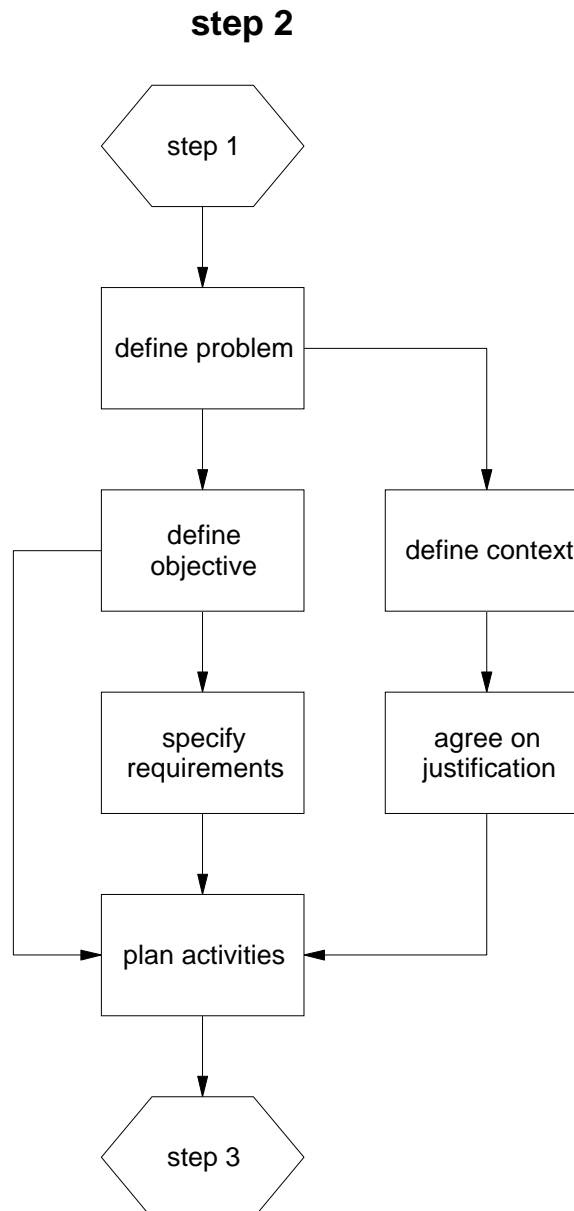 step 2
step 1
define problem
define
objective
define context
specify
requirements
agree on
justification
plan activities
step 3